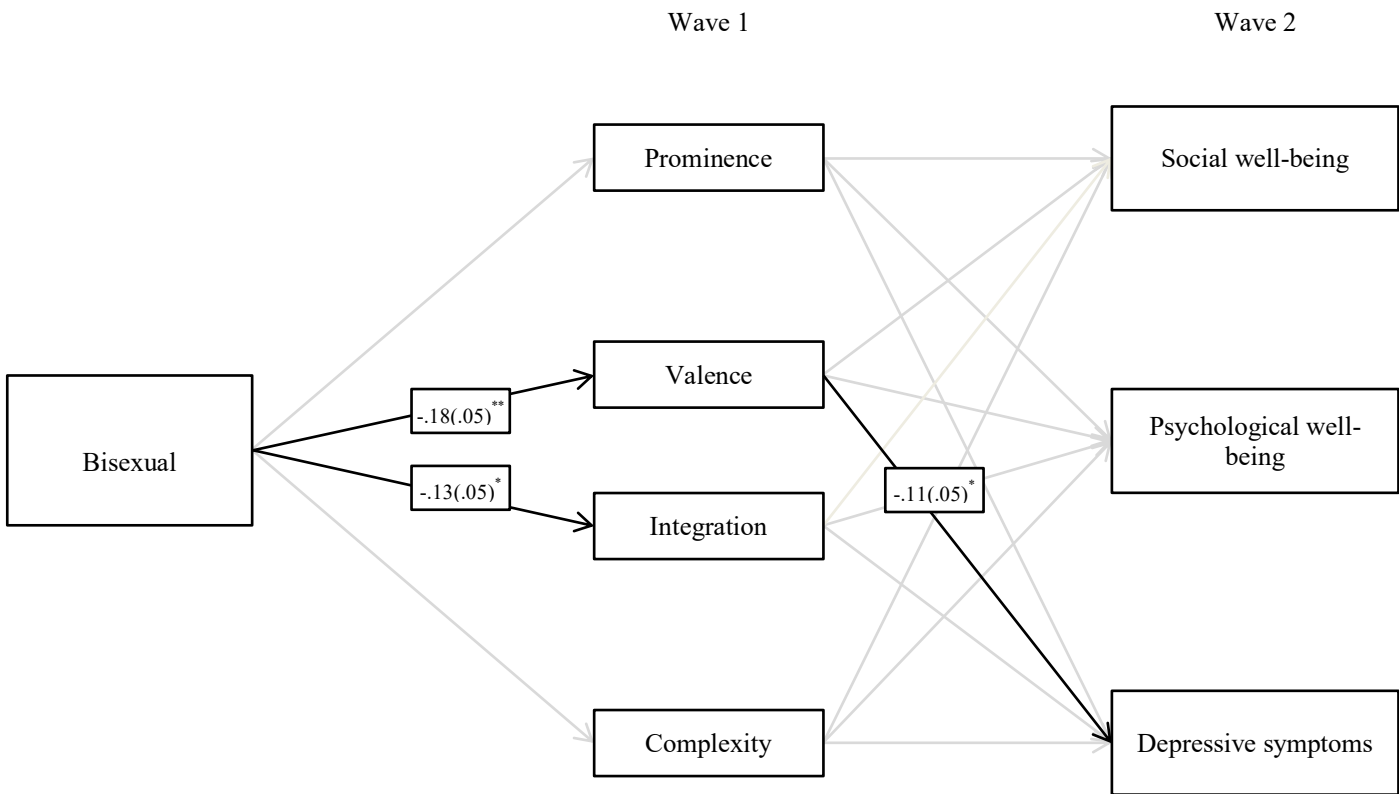 Wave 1
Wave 2
Prominence
Social well-being
Valence
-.18(.05)**
Bisexual
Psychological well-
being
-.13(.05)*
-.11(.05)*
Integration
Complexity
Depressive symptoms